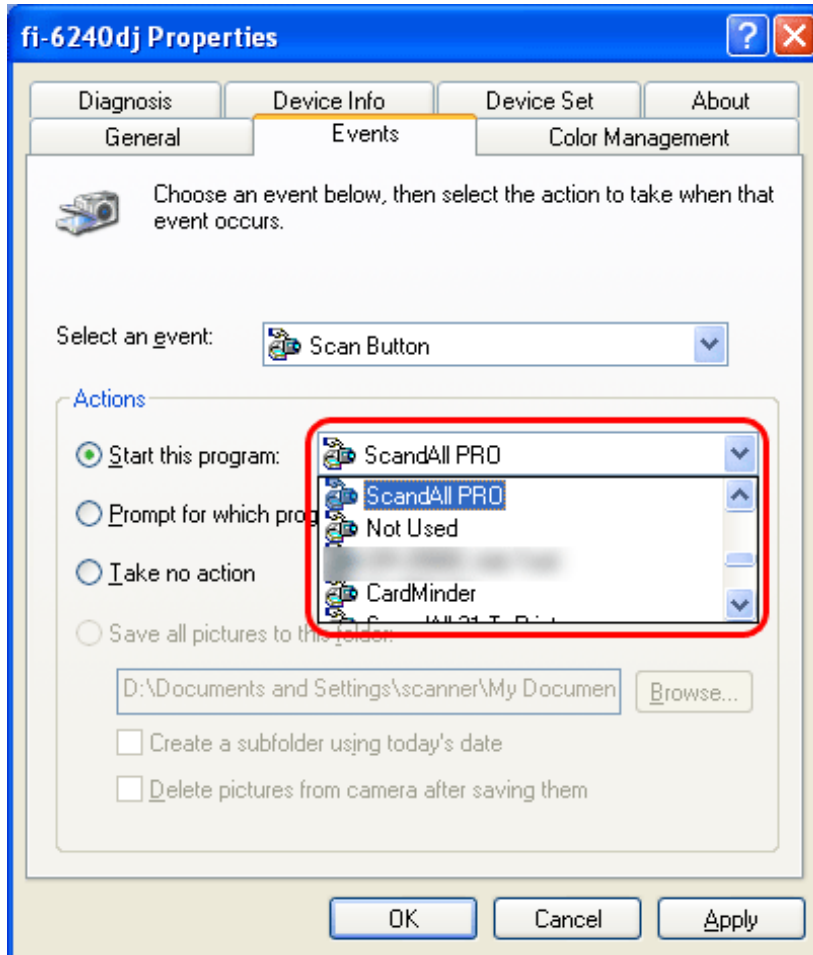 fi-6240dj Properties
Diagnosis Device Info Device Set About
General Events Color Management
Choose an event below, then select the action to take when that
event occurs.
Select an event: Scan Button
Actions
Start this program: ScandAll PRO
ScandAll PRO
Prompt for which prog
Not Used
Take no action
CardMinder
Save all pictures to this folder:
D:\Documents and Settings\scanner\My Documen Browse...
Create a subfolder using today's date
Delete pictures from camera after saving them
OK Cancel Apply